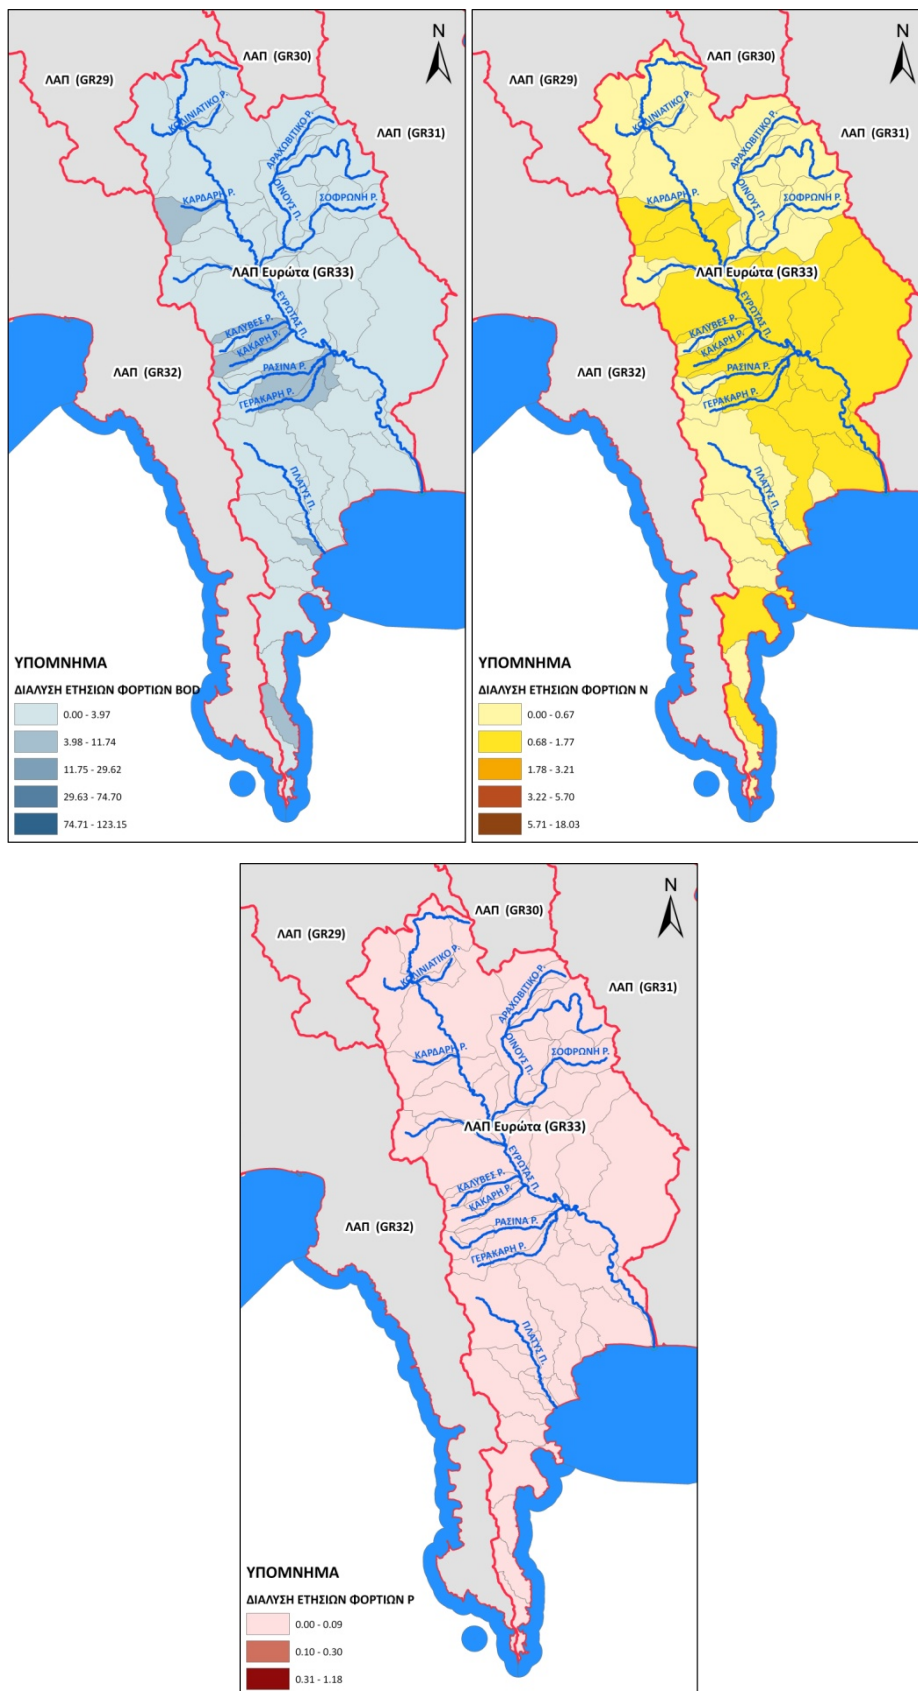 N
ΛΑΠ (GR29)
ΛΑΠ (GR30)
ΛΑΠ (GR31)
ΚΟΛΙΝΙΑΤΙΚΟ Ρ.
ΑΡΑΧΟΒΙΤΙΚΟ Ρ.
ΚΑΡΔΑΡΗ Ρ.
ΟΙΝΟΥΣ Π.
ΣΟΦΡΩΝΗ Ρ.
ΛΑΠ Ευρώτα (GR33)
ΕΥΡΩΤΑΣ Π.
ΚΑΛΥΒΕΣ Ρ.
ΚΑΚΑΡΗ Ρ.
ΛΑΠ (GR32)
ΡΑΣΙΝΑ Ρ.
ΓΕΡΑΚΑΡΗ Ρ.
ΠΛΑΤΥΣ Π.
ΥΠΟΜΝΗΜΑ
ΔΙΑΛΥΣΗ ΕΤΗΣΙΩΝ ΦΟΡΤΙΩΝ BOD
0.00 - 3.97
3.98 - 11.74
11.75 - 29.62
29.63 - 74.70
74.71 - 123.15
N
ΛΑΠ (GR29)
ΛΑΠ (GR30)
ΛΑΠ (GR31)
ΚΟΛΙΝΙΑΤΙΚΟ Ρ.
ΑΡΑΧΟΒΙΤΙΚΟ Ρ.
ΚΑΡΔΑΡΗ Ρ.
ΟΙΝΟΥΣ Π.
ΣΟΦΡΩΝΗ Ρ.
ΛΑΠ Ευρώτα (GR33)
ΕΥΡΩΤΑΣ Π.
ΚΑΛΥΒΕΣ Ρ.
ΚΑΚΑΡΗ Ρ.
ΛΑΠ (GR32)
ΡΑΣΙΝΑ Ρ.
ΓΕΡΑΚΑΡΗ Ρ.
ΠΛΑΤΥΣ Π.
ΥΠΟΜΝΗΜΑ
ΔΙΑΛΥΣΗ ΕΤΗΣΙΩΝ ΦΟΡΤΙΩΝ N
0.00 - 0.67
0.68 - 1.77
1.78 - 3.21
3.22 - 5.70
5.71 - 18.03
N
ΛΑΠ (GR29)
ΛΑΠ (GR30)
ΛΑΠ (GR31)
ΚΟΛΙΝΙΑΤΙΚΟ Ρ.
ΑΡΑΧΟΒΙΤΙΚΟ Ρ.
ΚΑΡΔΑΡΗ Ρ.
ΟΙΝΟΥΣ Π.
ΣΟΦΡΩΝΗ Ρ.
ΛΑΠ Ευρώτα (GR33)
ΕΥΡΩΤΑΣ Π.
ΚΑΛΥΒΕΣ Ρ.
ΚΑΚΑΡΗ Ρ.
ΛΑΠ (GR32)
ΡΑΣΙΝΑ Ρ.
ΓΕΡΑΚΑΡΗ Ρ.
ΠΛΑΤΥΣ Π.
ΥΠΟΜΝΗΜΑ
ΔΙΑΛΥΣΗ ΕΤΗΣΙΩΝ ΦΟΡΤΙΩΝ P
0.00 - 0.09
0.10 - 0.30
0.31 - 1.18